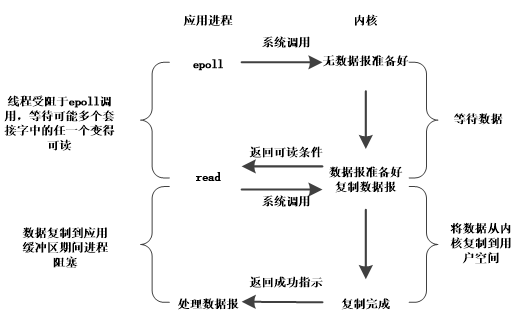 应用进程
内核
系统调用
epoll
无数据报准备好
线程受阻于epoll调
用，等待可能多个套
接字中的任一个变得
可读
等待数据
返回可读条件
数据报准备好
read
复制数据报
系统调用
数据复制到应用
缓冲区期间进程
阻塞
将数据从内
核复制到用
户空间
返回成功指示
处理数据报
复制完成